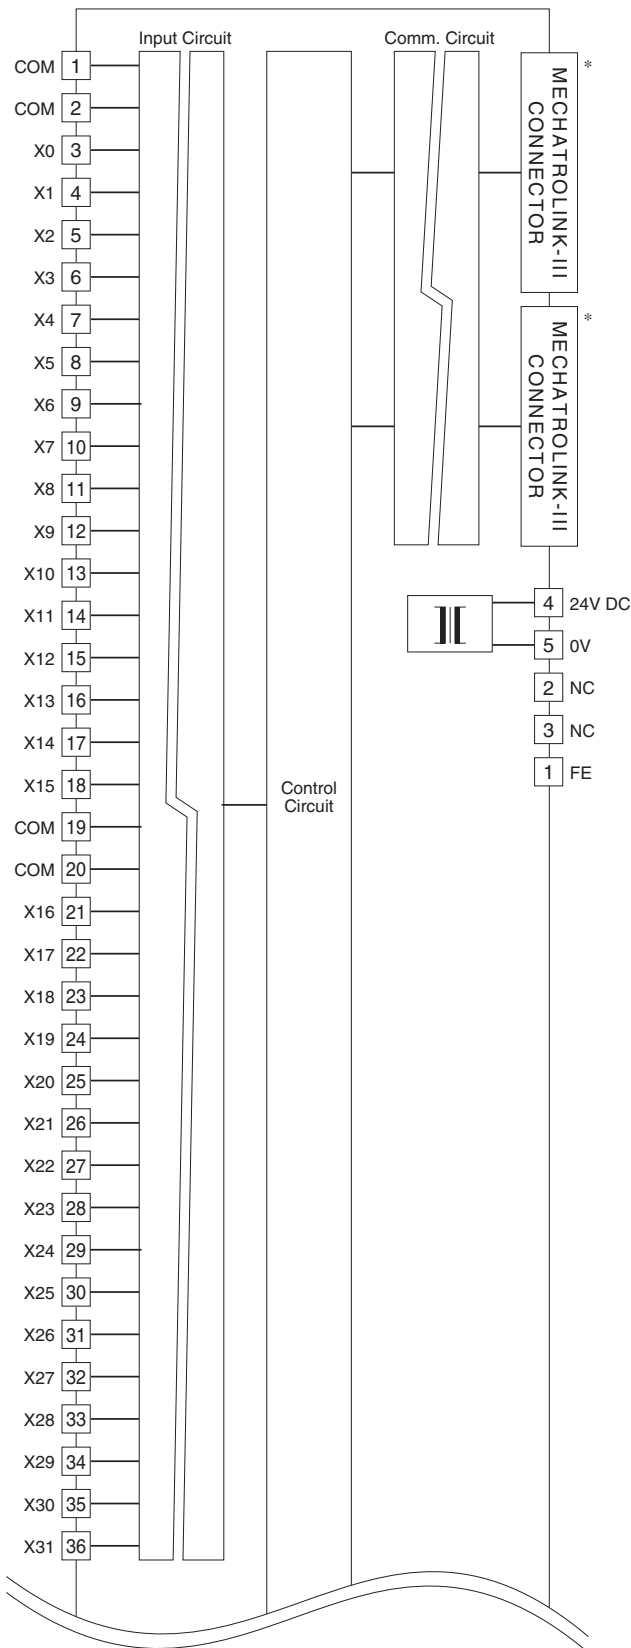 Input Circuit
Comm. Circuit
COM 1
COM 2
X0 3
X1 4
X2 5
X3 6
X4 7
X5 8
X6 9
X7 10
X8 11
X9 12
X10 13
X11 14
X12 15
X13 16
X14 17
X15 18
COM 19
COM 20
X16 21
X17 22
X18 23
X19 24
X20 25
X21 26
X22 27
X23 28
X24 29
X25 30
X26 31
X27 32
X28 33
X29 34
X30 35
X31 36
Control
Circuit
MECHATROLINK-III
CONNECTOR
*
MECHATROLINK-III
CONNECTOR
*
4 24V DC
5 0V
2 NC
3 NC
1 FE